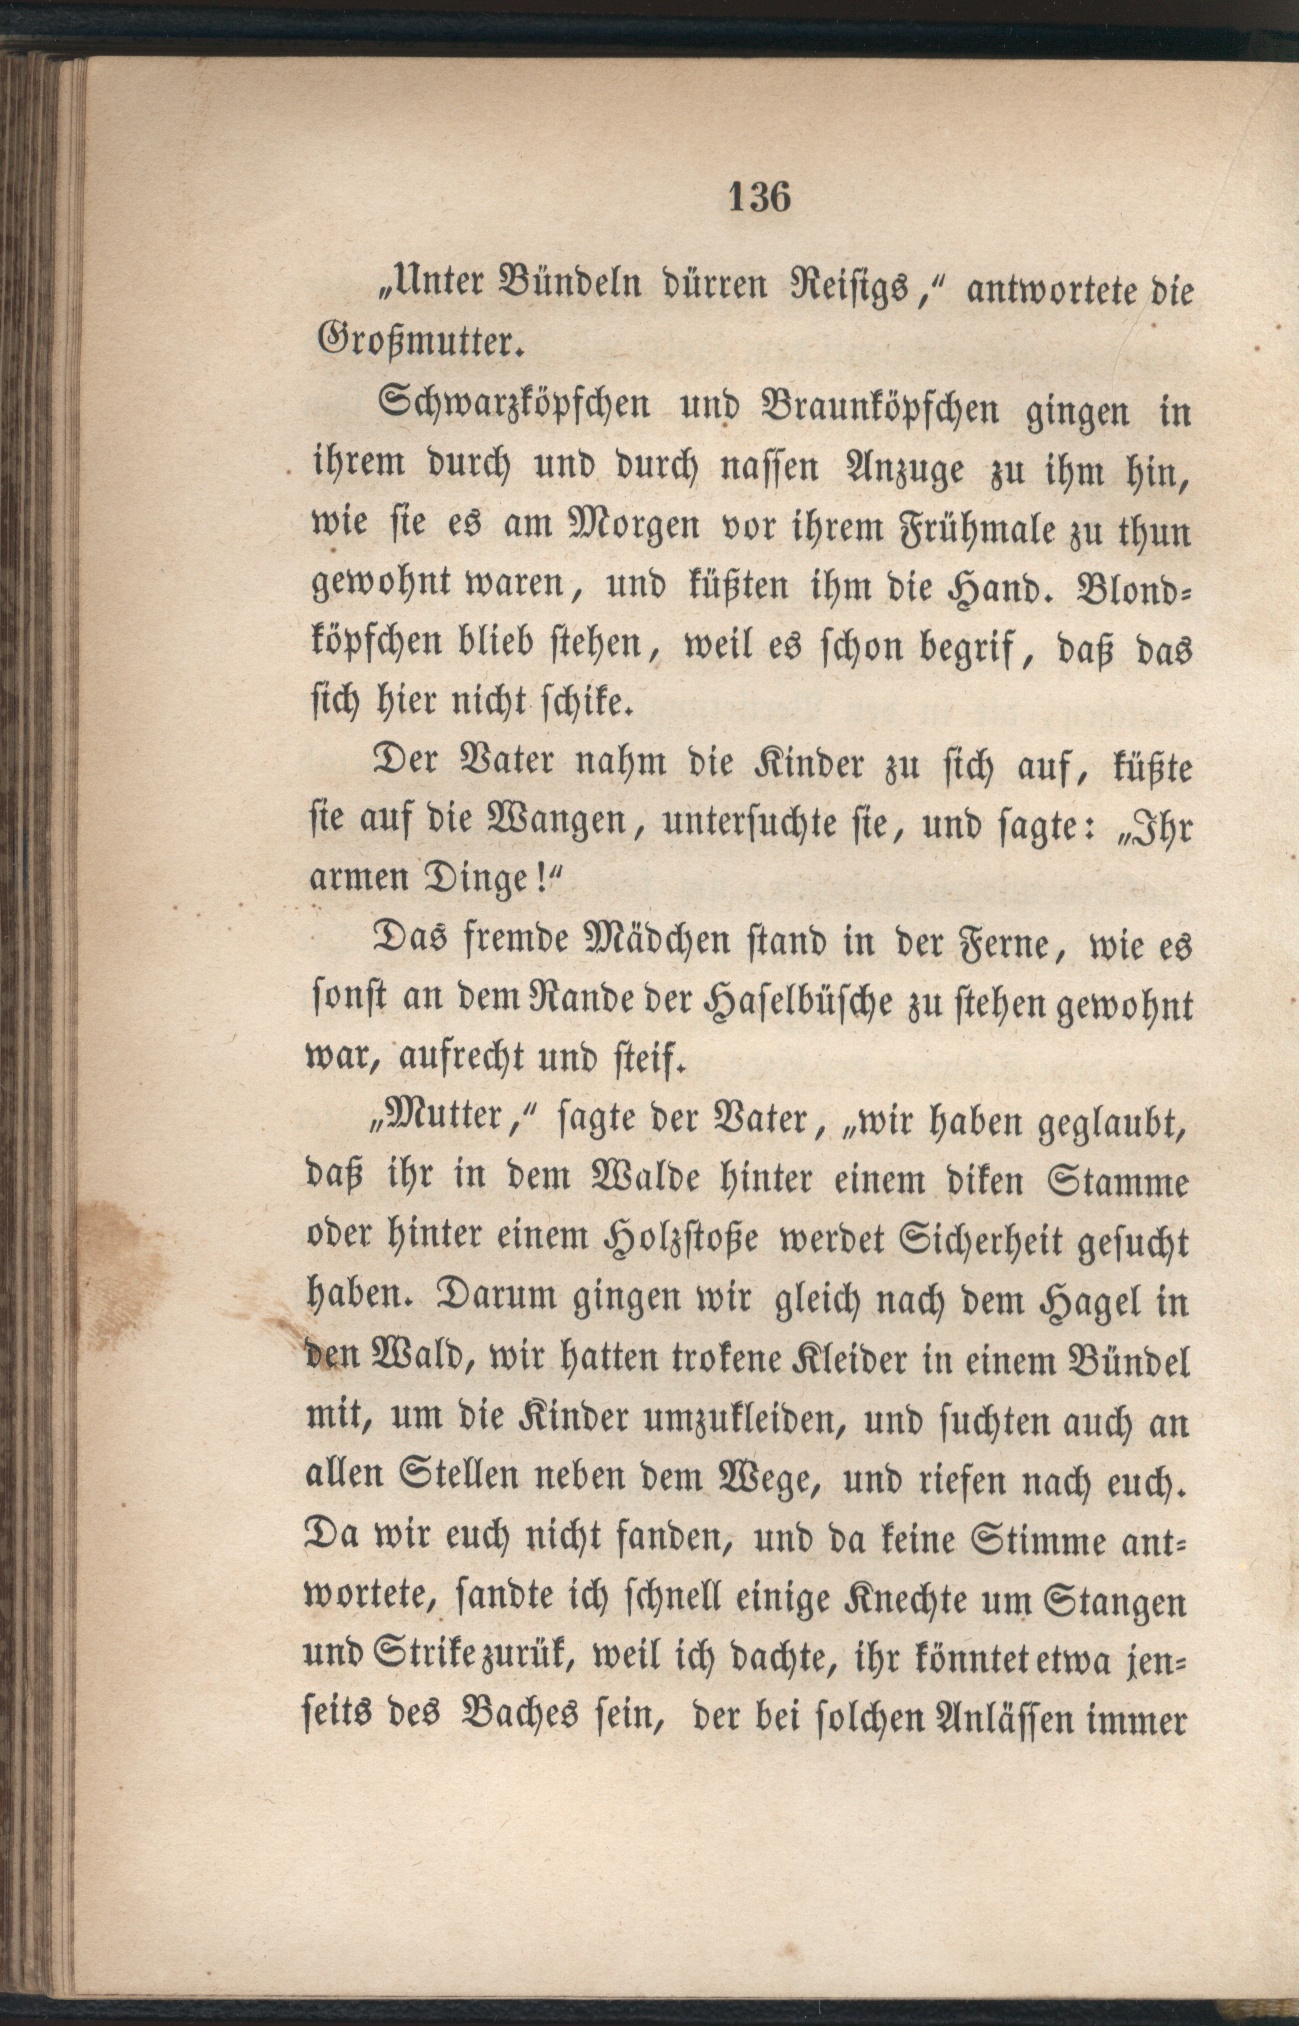 136
„Unter Bündeln dürren Reisigs,“ antwortete die
Großmutter.
Schwarzköpfchen und Braunköpfchen gingen in
ihrem durch und durch nassen Anzuge zu ihm hin,
wie sie es am Morgen vor ihrem Frühmale zu thun
gewohnt waren, und küßten ihm die Hand. Blond-
köpfchen blieb stehen, weil es schon begrif, daß das
sich hier nicht schike.
Der Vater nahm die Kinder zu sich auf, küßte
sie auf die Wangen, untersuchte sie, und sagte: „Ihr
armen Dinge!“
Das fremde Mädchen stand in der Ferne, wie es
sonst an dem Rande der Haselbüsche zu stehen gewohnt
war, aufrecht und steif.
„Mutter,“ sagte der Vater, „wir haben geglaubt,
daß ihr in dem Walde hinter einem diken Stamme
oder hinter einem Holzstoße werdet Sicherheit gesucht
haben. Darum gingen wir gleich nach dem Hagel in
den Wald, wir hatten trokene Kleider in einem Bündel
mit, um die Kinder umzukleiden, und suchten auch an
allen Stellen neben dem Wege, und riefen nach euch.
Da wir euch nicht fanden, und da keine Stimme ant-
wortete, sandte ich schnell einige Knechte um Stangen
und Strike zurük, weil ich dachte, ihr könntet etwa jen-
seits des Baches sein, der bei solchen Anlässen immer